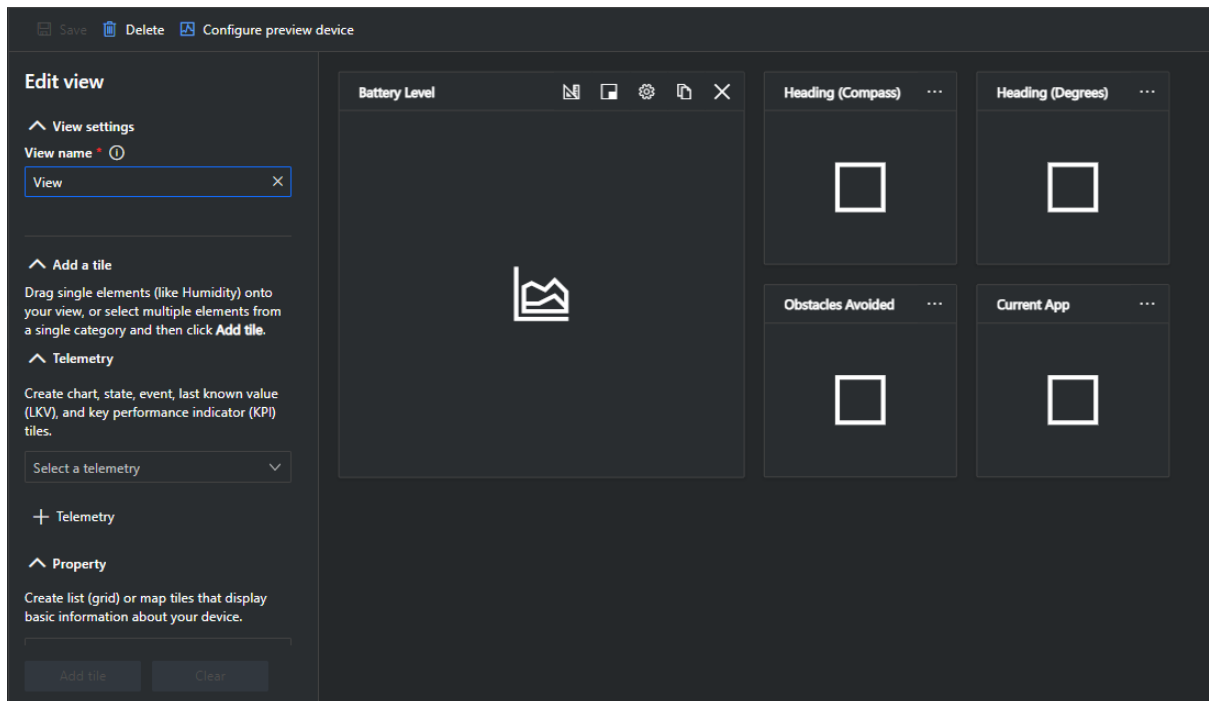 Save Delete Configure preview device
Edit view
View settings
View name * 
View
Add a tile
Drag single elements (like Humidity) onto
your view, or select multiple elements from
a single category and then click Add tile.
Telemetry
Create chart, state, event, last known value
(LKV), and key performance indicator (KPI)
tiles.
Select a telemetry
Telemetry
Property
Create list (grid) or map tiles that display
basic information about your device.
Add tile Clear
Battery Level
Heading (Compass) ...
Heading (Degrees) ...
Obstacles Avoided ...
Current App ...